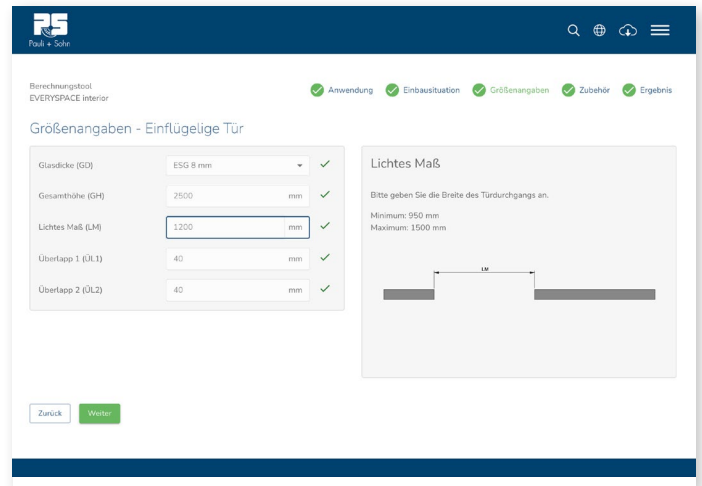 Pauli + Sohn
Berechnungstool
EVERYSPACE interior
Anwendung Einbausituation Größenangaben Zubehör Ergebnis
Größenangaben - Einflügelige Tür
Glasdicke (GD) ESG 8 mm
Gesamthöhe (GH) 2500 mm
Lichtes Maß (LM) 1200 mm
Überlapp 1 (ÜL1) 40 mm
Überlapp 2 (ÜL2) 40 mm
Lichtes Maß
Bitte geben Sie die Breite des Türdurchgangs an.
Minimum: 950 mm
Maximum: 1500 mm
LM
Zurück Weiter